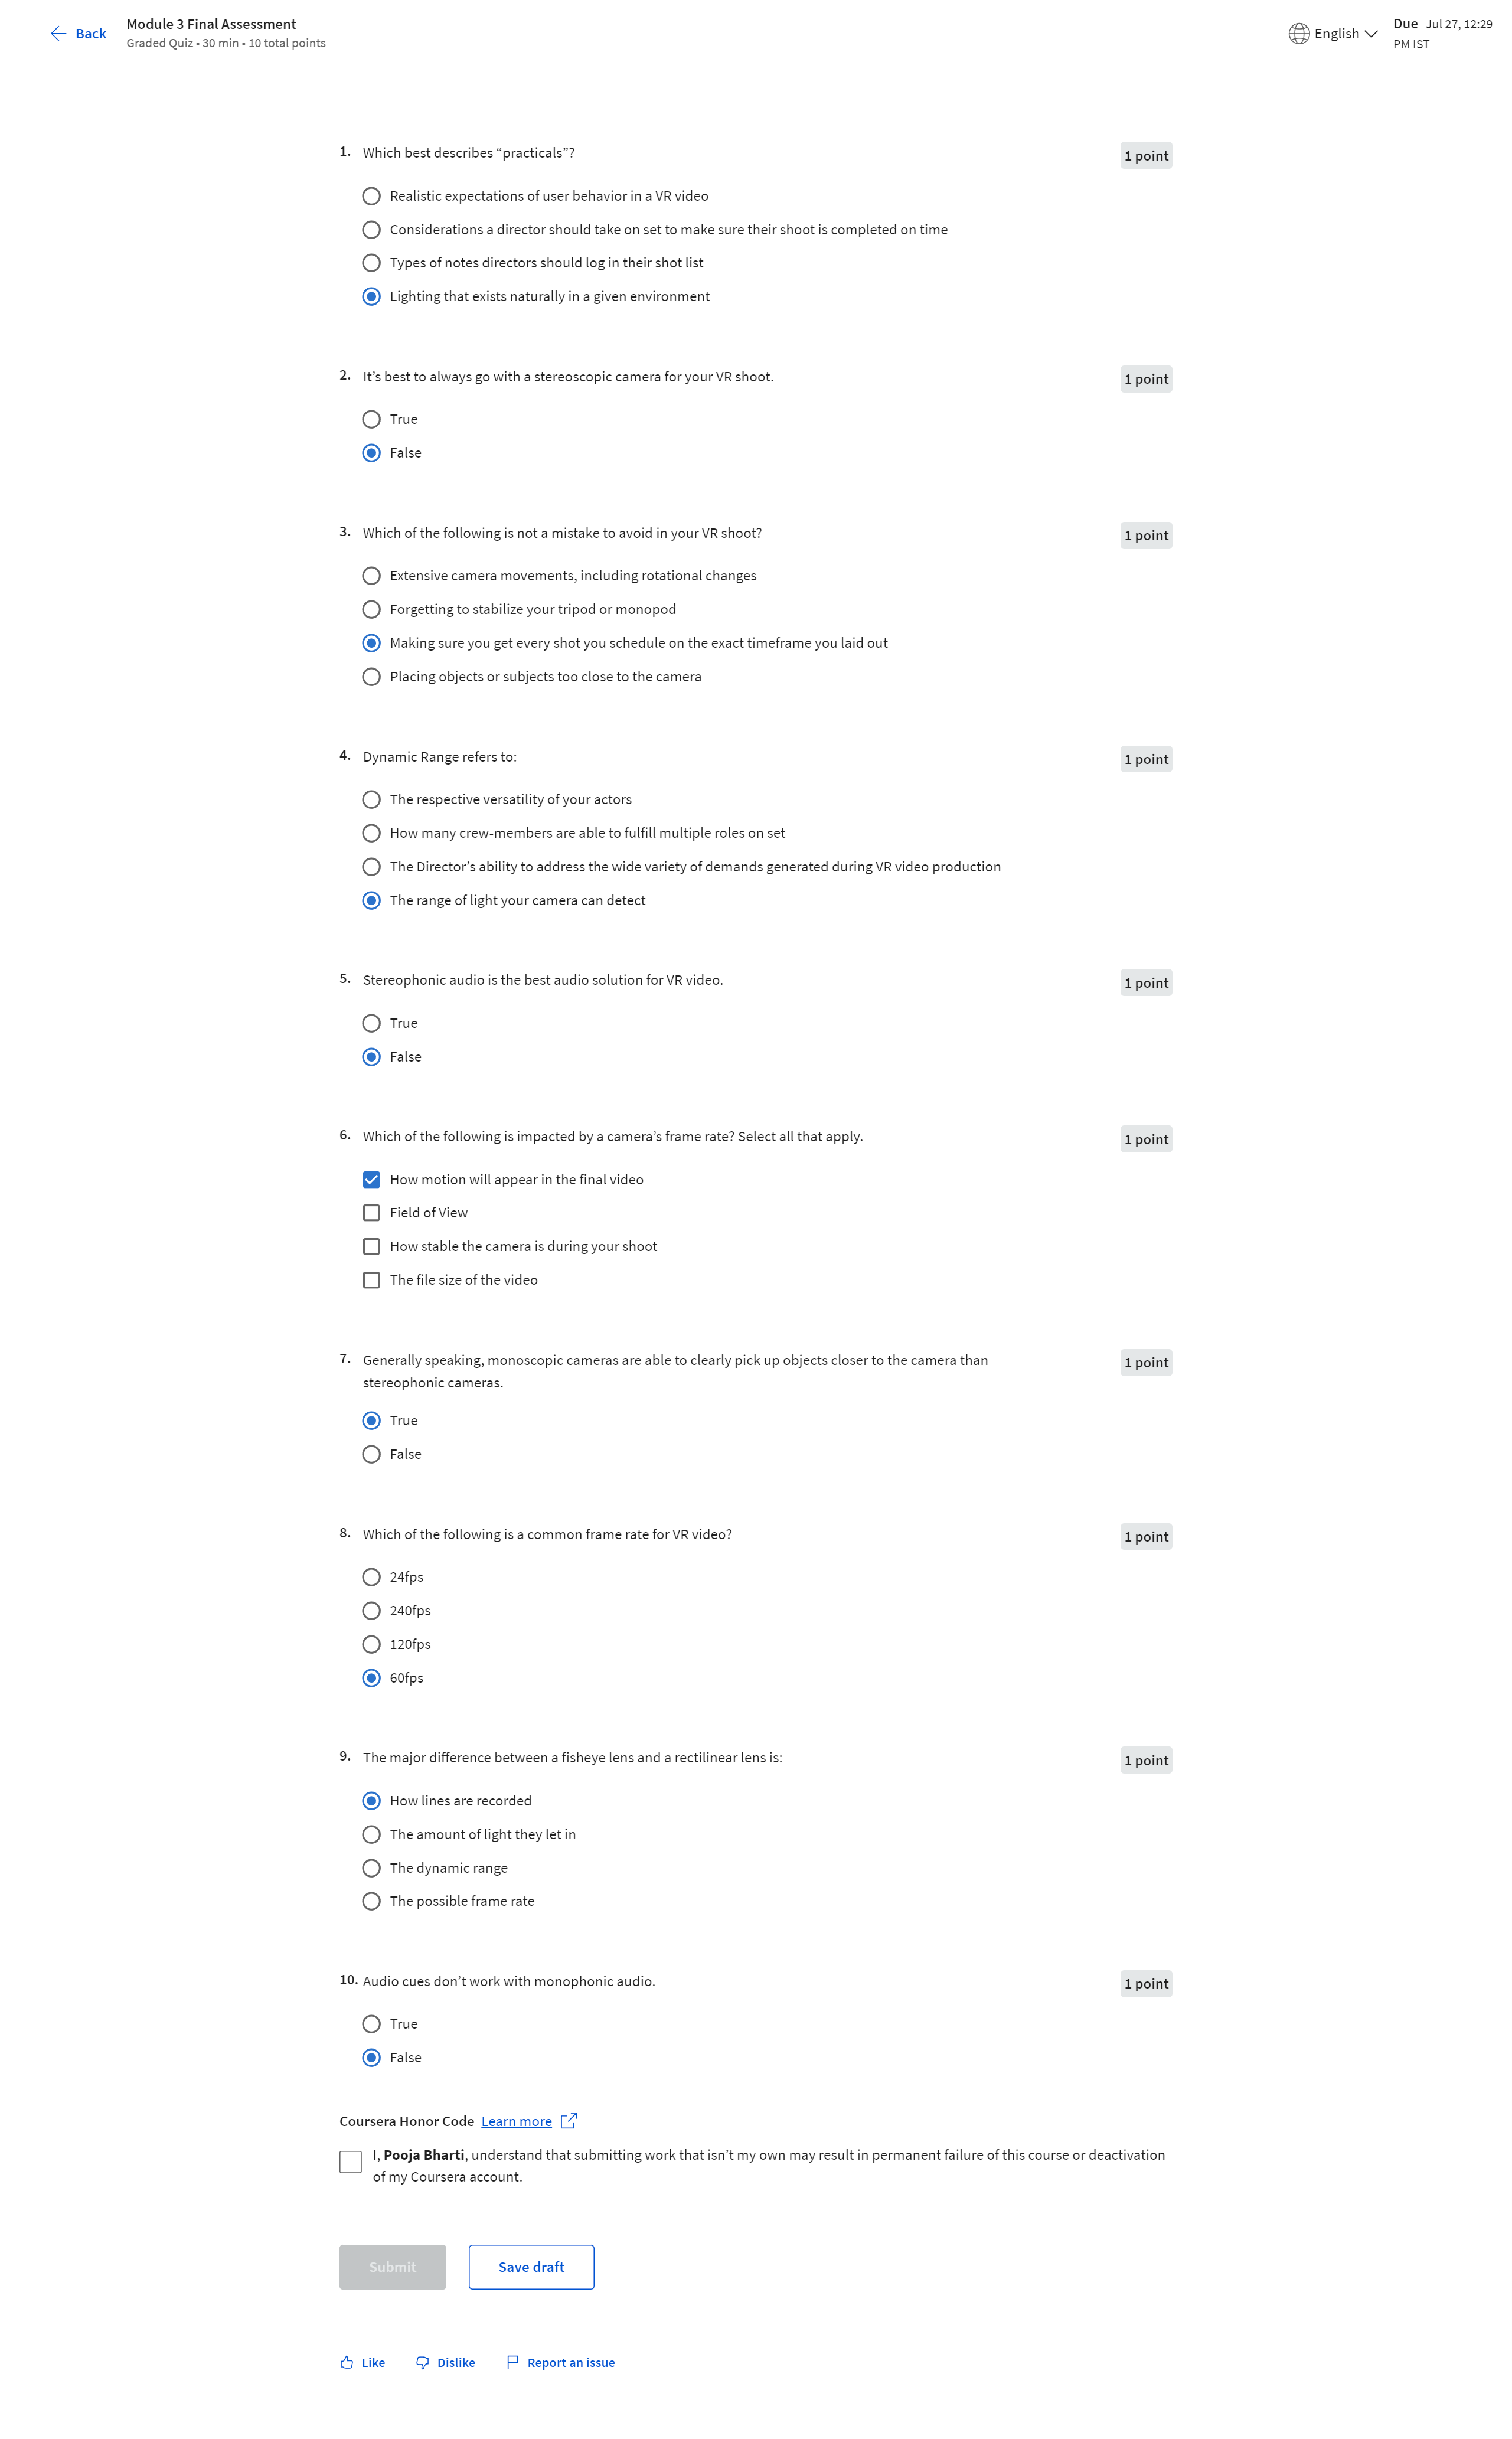 Back
Module 3 Final Assessment
Graded Quiz • 30 min • 10 total points
English
Due Jul 27, 12:29
PM IST
1. Which best describes “practicals”?
1 point
Realistic expectations of user behavior in a VR video
Considerations a director should take on set to make sure their shoot is completed on time
Types of notes directors should log in their shot list
Lighting that exists naturally in a given environment
2. It’s best to always go with a stereoscopic camera for your VR shoot.
1 point
True
False
3. Which of the following is not a mistake to avoid in your VR shoot?
1 point
Extensive camera movements, including rotational changes
Forgetting to stabilize your tripod or monopod
Making sure you get every shot you schedule on the exact timeframe you laid out
Placing objects or subjects too close to the camera
4. Dynamic Range refers to:
1 point
The respective versatility of your actors
How many crew-members are able to fulfill multiple roles on set
The Director’s ability to address the wide variety of demands generated during VR video production
The range of light your camera can detect
5. Stereophonic audio is the best audio solution for VR video.
1 point
True
False
6. Which of the following is impacted by a camera’s frame rate? Select all that apply.
1 point
How motion will appear in the final video
Field of View
How stable the camera is during your shoot
The file size of the video
7. Generally speaking, monoscopic cameras are able to clearly pick up objects closer to the camera than
stereophonic cameras.
1 point
True
False
8. Which of the following is a common frame rate for VR video?
1 point
24fps
240fps
120fps
60fps
9. The major difference between a fisheye lens and a rectilinear lens is:
1 point
How lines are recorded
The amount of light they let in
The dynamic range
The possible frame rate
10. Audio cues don’t work with monophonic audio.
1 point
True
False
Coursera Honor Code Learn more
I, Pooja Bharti, understand that submitting work that isn’t my own may result in permanent failure of this course or deactivation
of my Coursera account.
Submit
Save draft
Like
Dislike
Report an issue